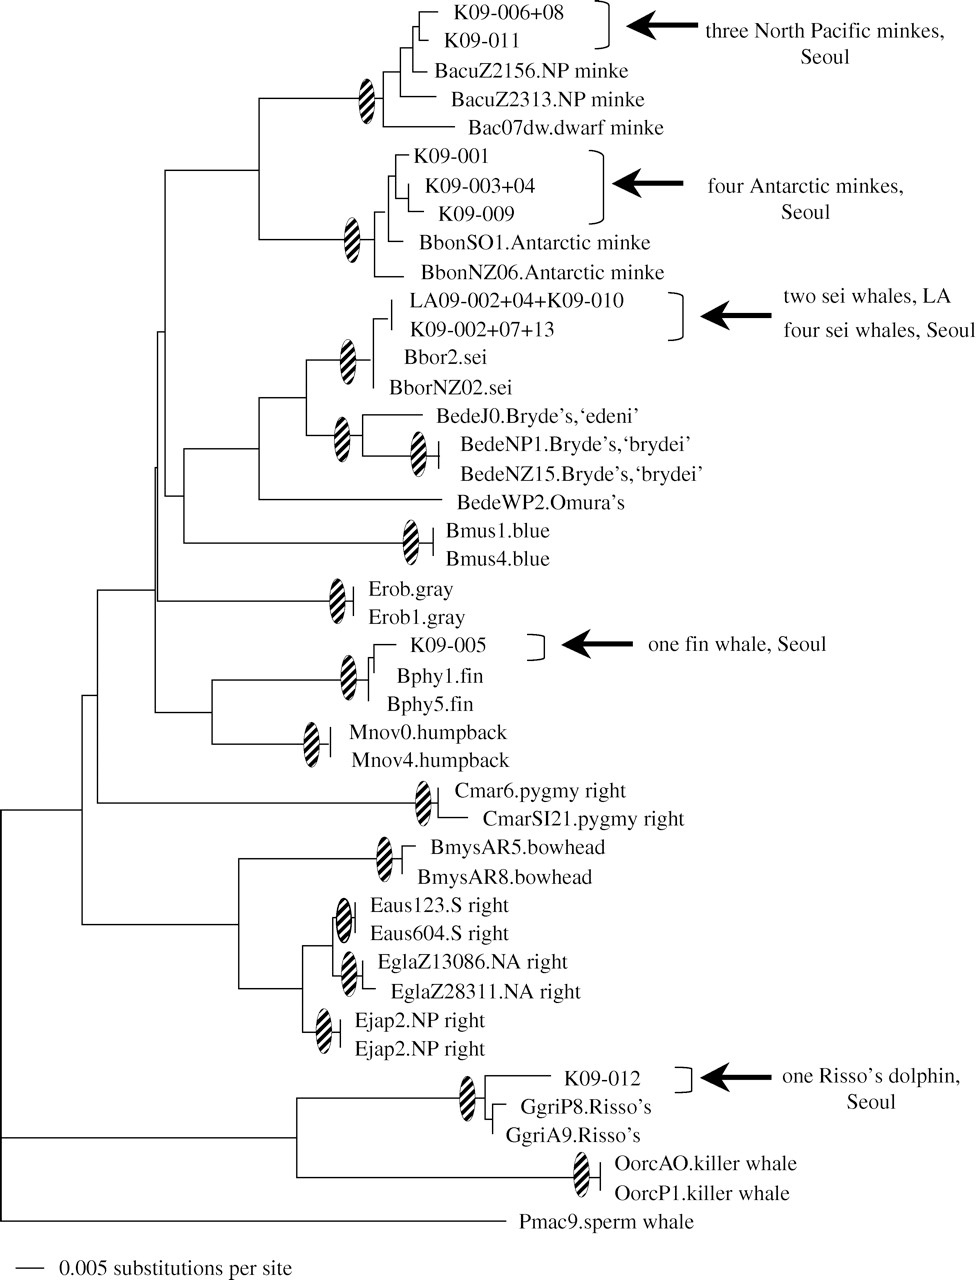 K09-006+08
K09-011
three North Pacific minkes,
Seoul
BacuZ2156.NP minke
BacuZ2313.NP minke
Bac07dw.dwarf minke
K09-001
K09-003+04
K09-009
four Antarctic minkes,
Seoul
BbonSO1.Antarctic minke
BbonNZ06.Antarctic minke
LA09-002+04+K09-010
K09-002+07+13
two sei whales, LA
four sei whales, Seoul
Bbor2.sei
BborNZ02.sei
BedeJ0.Bryde’s,‘edeni’
BedeNP1.Bryde’s,‘brydei’
BedeNZ15.Bryde’s,‘brydei’
BedeWP2.Omura’s
Bmus1.blue
Bmus4.blue
Erob.gray
Erob1.gray
K09-005
one fin whale, Seoul
Bphy1.fin
Bphy5.fin
Mnov0.humpback
Mnov4.humpback
Cmar6.pygmy right
CmarSI21.pygmy right
BmysAR5.bowhead
BmysAR8.bowhead
Eaus123.S right
Eaus604.S right
EglaZ13086.NA right
EglaZ28311.NA right
Ejap2.NP right
Ejap2.NP right
K09-012
one Risso’s dolphin,
Seoul
GgriP8.Risso’s
GgriA9.Risso’s
OorcAO.killer whale
OorcP1.killer whale
Pmac9.sperm whale
0.005 substitutions per site